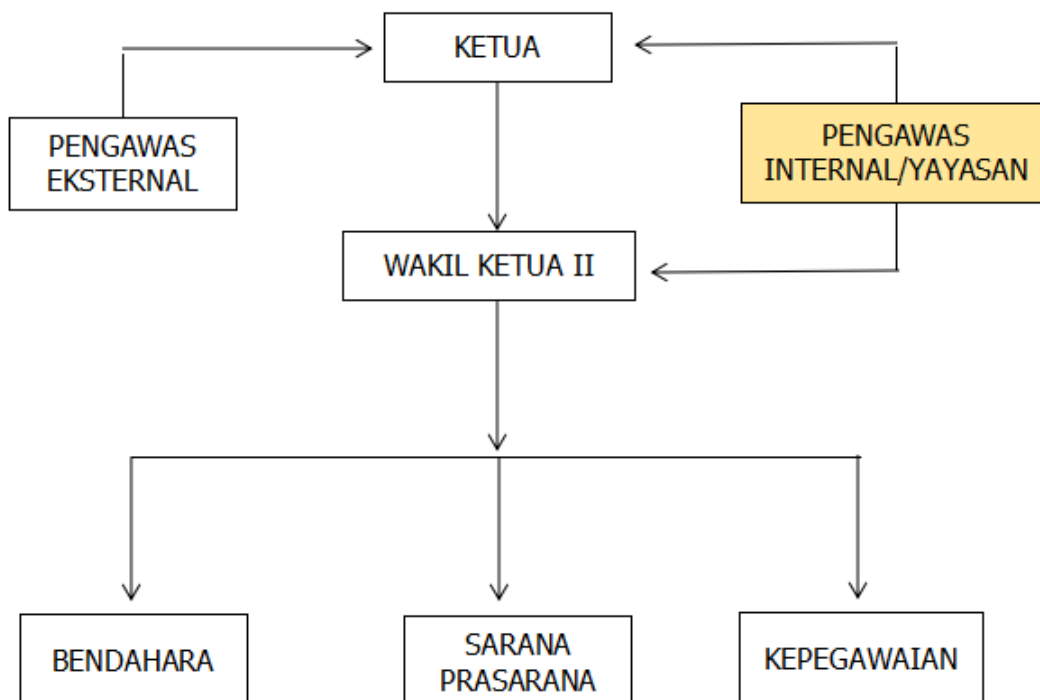 KETUA
PENGAWAS
EKSTERNAL
PENGAWAS
INTERNAL/YAYASAN
WAKIL KETUA II
BENDAHARA
SARANA
PRASARANA
KEPEGAWAIAN